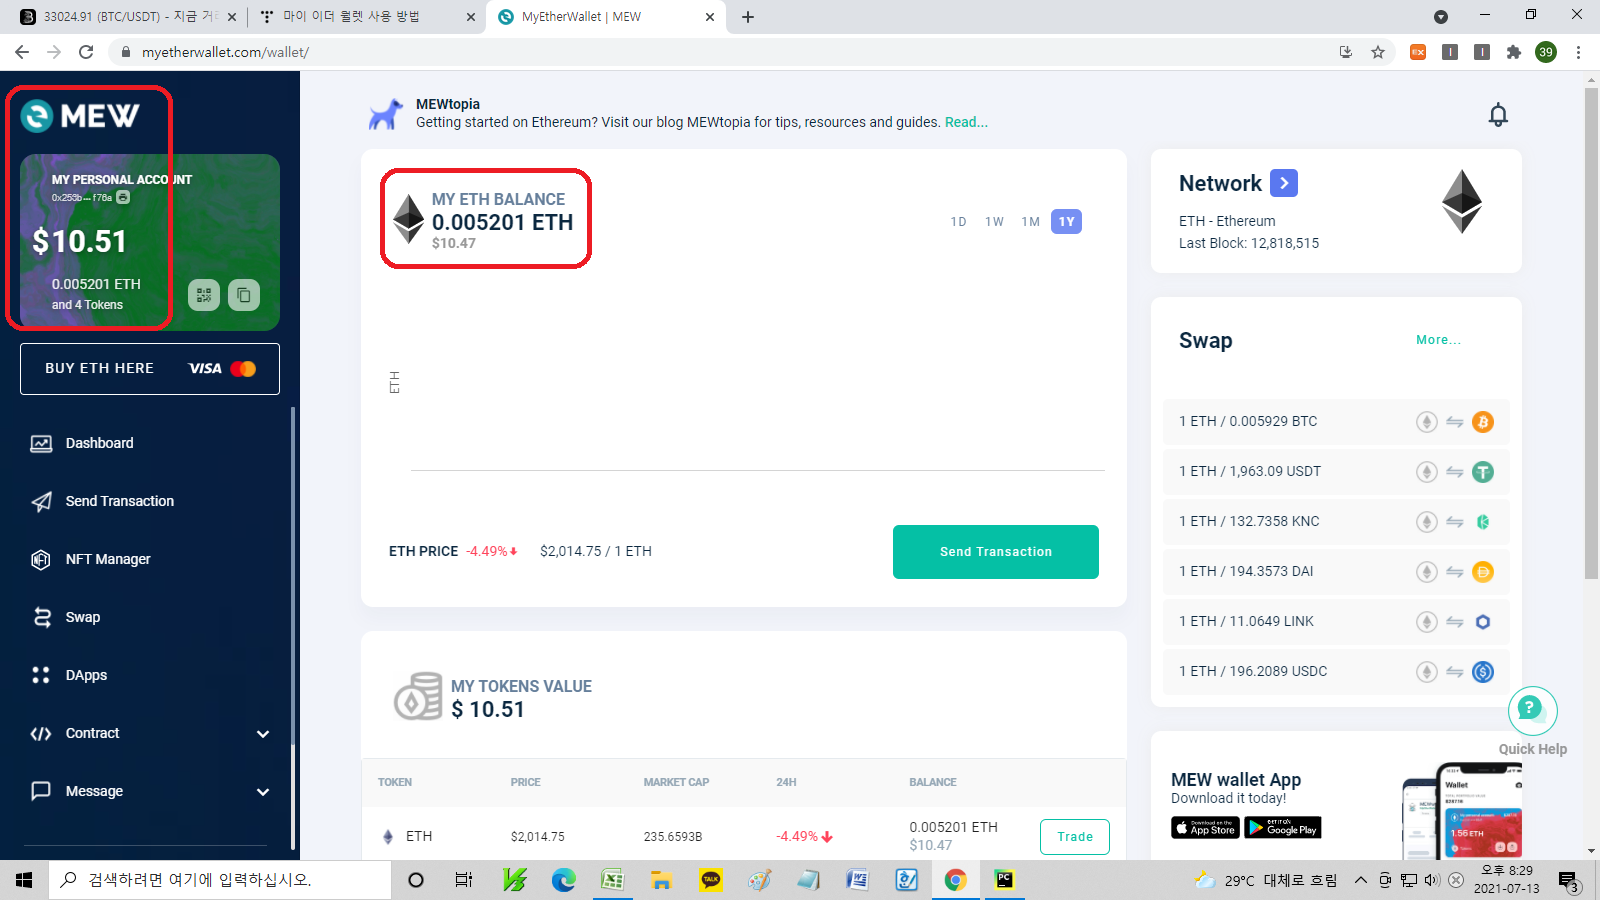 33024.91 (BTC/USDT) - 지금 거
마이 이더 월렛 사용 방법
MyEtherWallet | MEW
myetherwallet.com/wallet/
EX
39
MEW
MY PERSONAL ACCOUNT
0x253b
f76a
$10.51
0.005201 ETH
and 4 Tokens
BUY ETH HERE VISA
Dashboard
Send Transaction
NFT Manager
Swap
DApps
Contract
Message
MEWtopia
Getting started on Ethereum? Visit our blog MEWtopia for tips, resources and guides. Read...
MY ETH BALANCE
0.005201 ETH
$10.47
1D 1W 1M 1Y
ETH
ETH PRICE -4.49% $2,014.75 / 1 ETH
Send Transaction
MY TOKENS VALUE
$ 10.51
TOKEN PRICE MARKET CAP 24H BALANCE
ETH $2,014.75 235.6593B -4.49% 0.005201 ETH
$10.47
Trade
Network
ETH - Ethereum
Last Block: 12,818,515
Swap More...
1 ETH / 0.005929 BTC
1 ETH / 1,963.09 USDT
1 ETH / 132.7358 KNC
1 ETH / 194.3573 DAI
1 ETH / 11.0649 LINK
1 ETH / 196.2089 USDC
Quick Help
MEW wallet App
Download it today!
App Store
Google Play
Wallet
1.56 ETH
검색하려면 여기에 입력하십시오.
TALK
PC
29°C 대체로 흐림
오후 8:29
2021-07-13
3